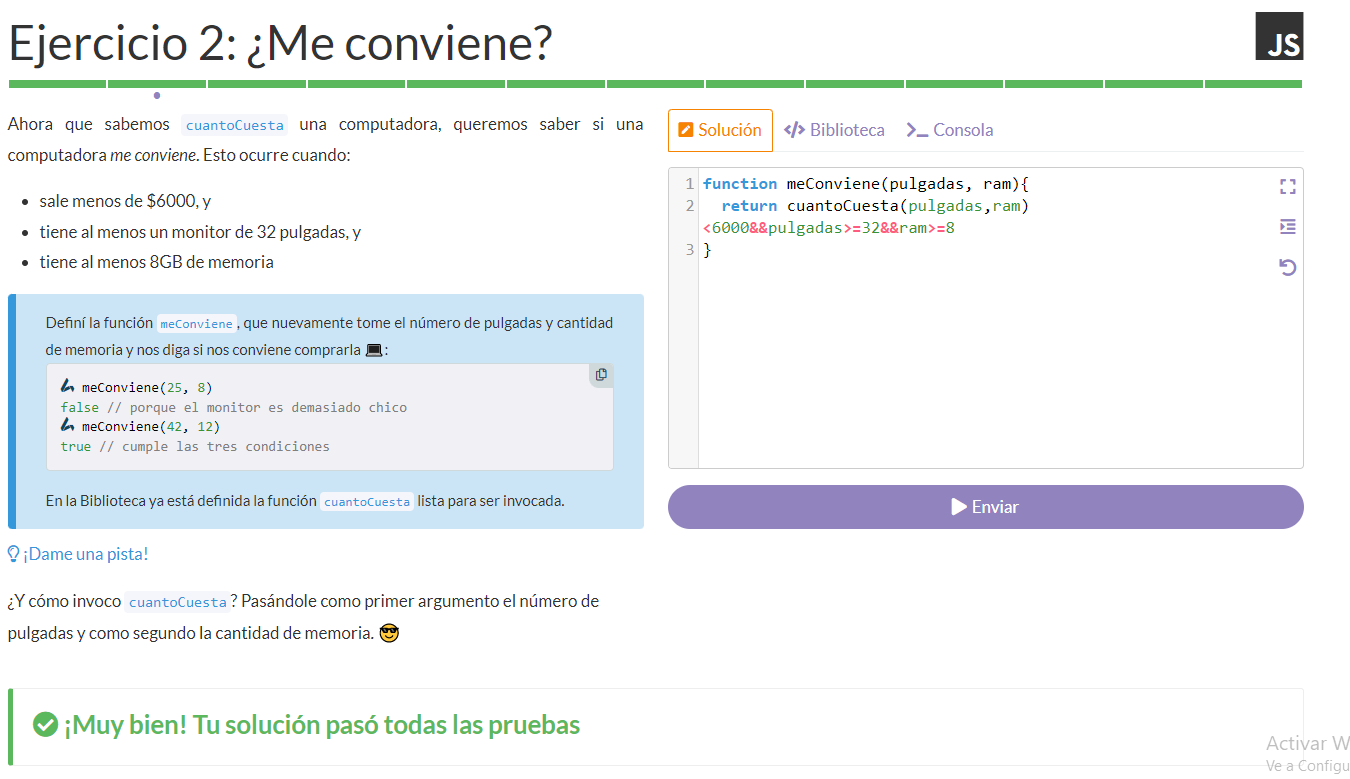 Ejercicio 2: ¿Me conviene?
JS
Ahora que sabemos cuantoCuesta una computadora, queremos saber si una
computadora me conviene. Esto ocurre cuando:
sale menos de $6000, y
tiene al menos un monitor de 32 pulgadas, y
tiene al menos 8GB de memoria
Definí la función meConviene, que nuevamente tome el número de pulgadas y cantidad
de memoria y nos diga si nos conviene comprarla 💻:
meConviene(25, 8)
false // porque el monitor es demasiado chico
meConviene(42, 12)
true // cumple las tres condiciones
En la Biblioteca ya está definida la función cuantoCuesta lista para ser invocada.
¡Dame una pista!
¿Y cómo invoco cuantoCuesta? Pasándole como primer argumento el número de
pulgadas y como segundo la cantidad de memoria. 😎
Solución
Biblioteca
Consola
1 function meConviene(pulgadas, ram){
2 return cuantoCuesta(pulgadas,ram)
<6000&&pulgadas>=32&&ram>=8
3 }
Enviar
¡Muy bien! Tu solución pasó todas las pruebas
Activar W
Ve a Configu